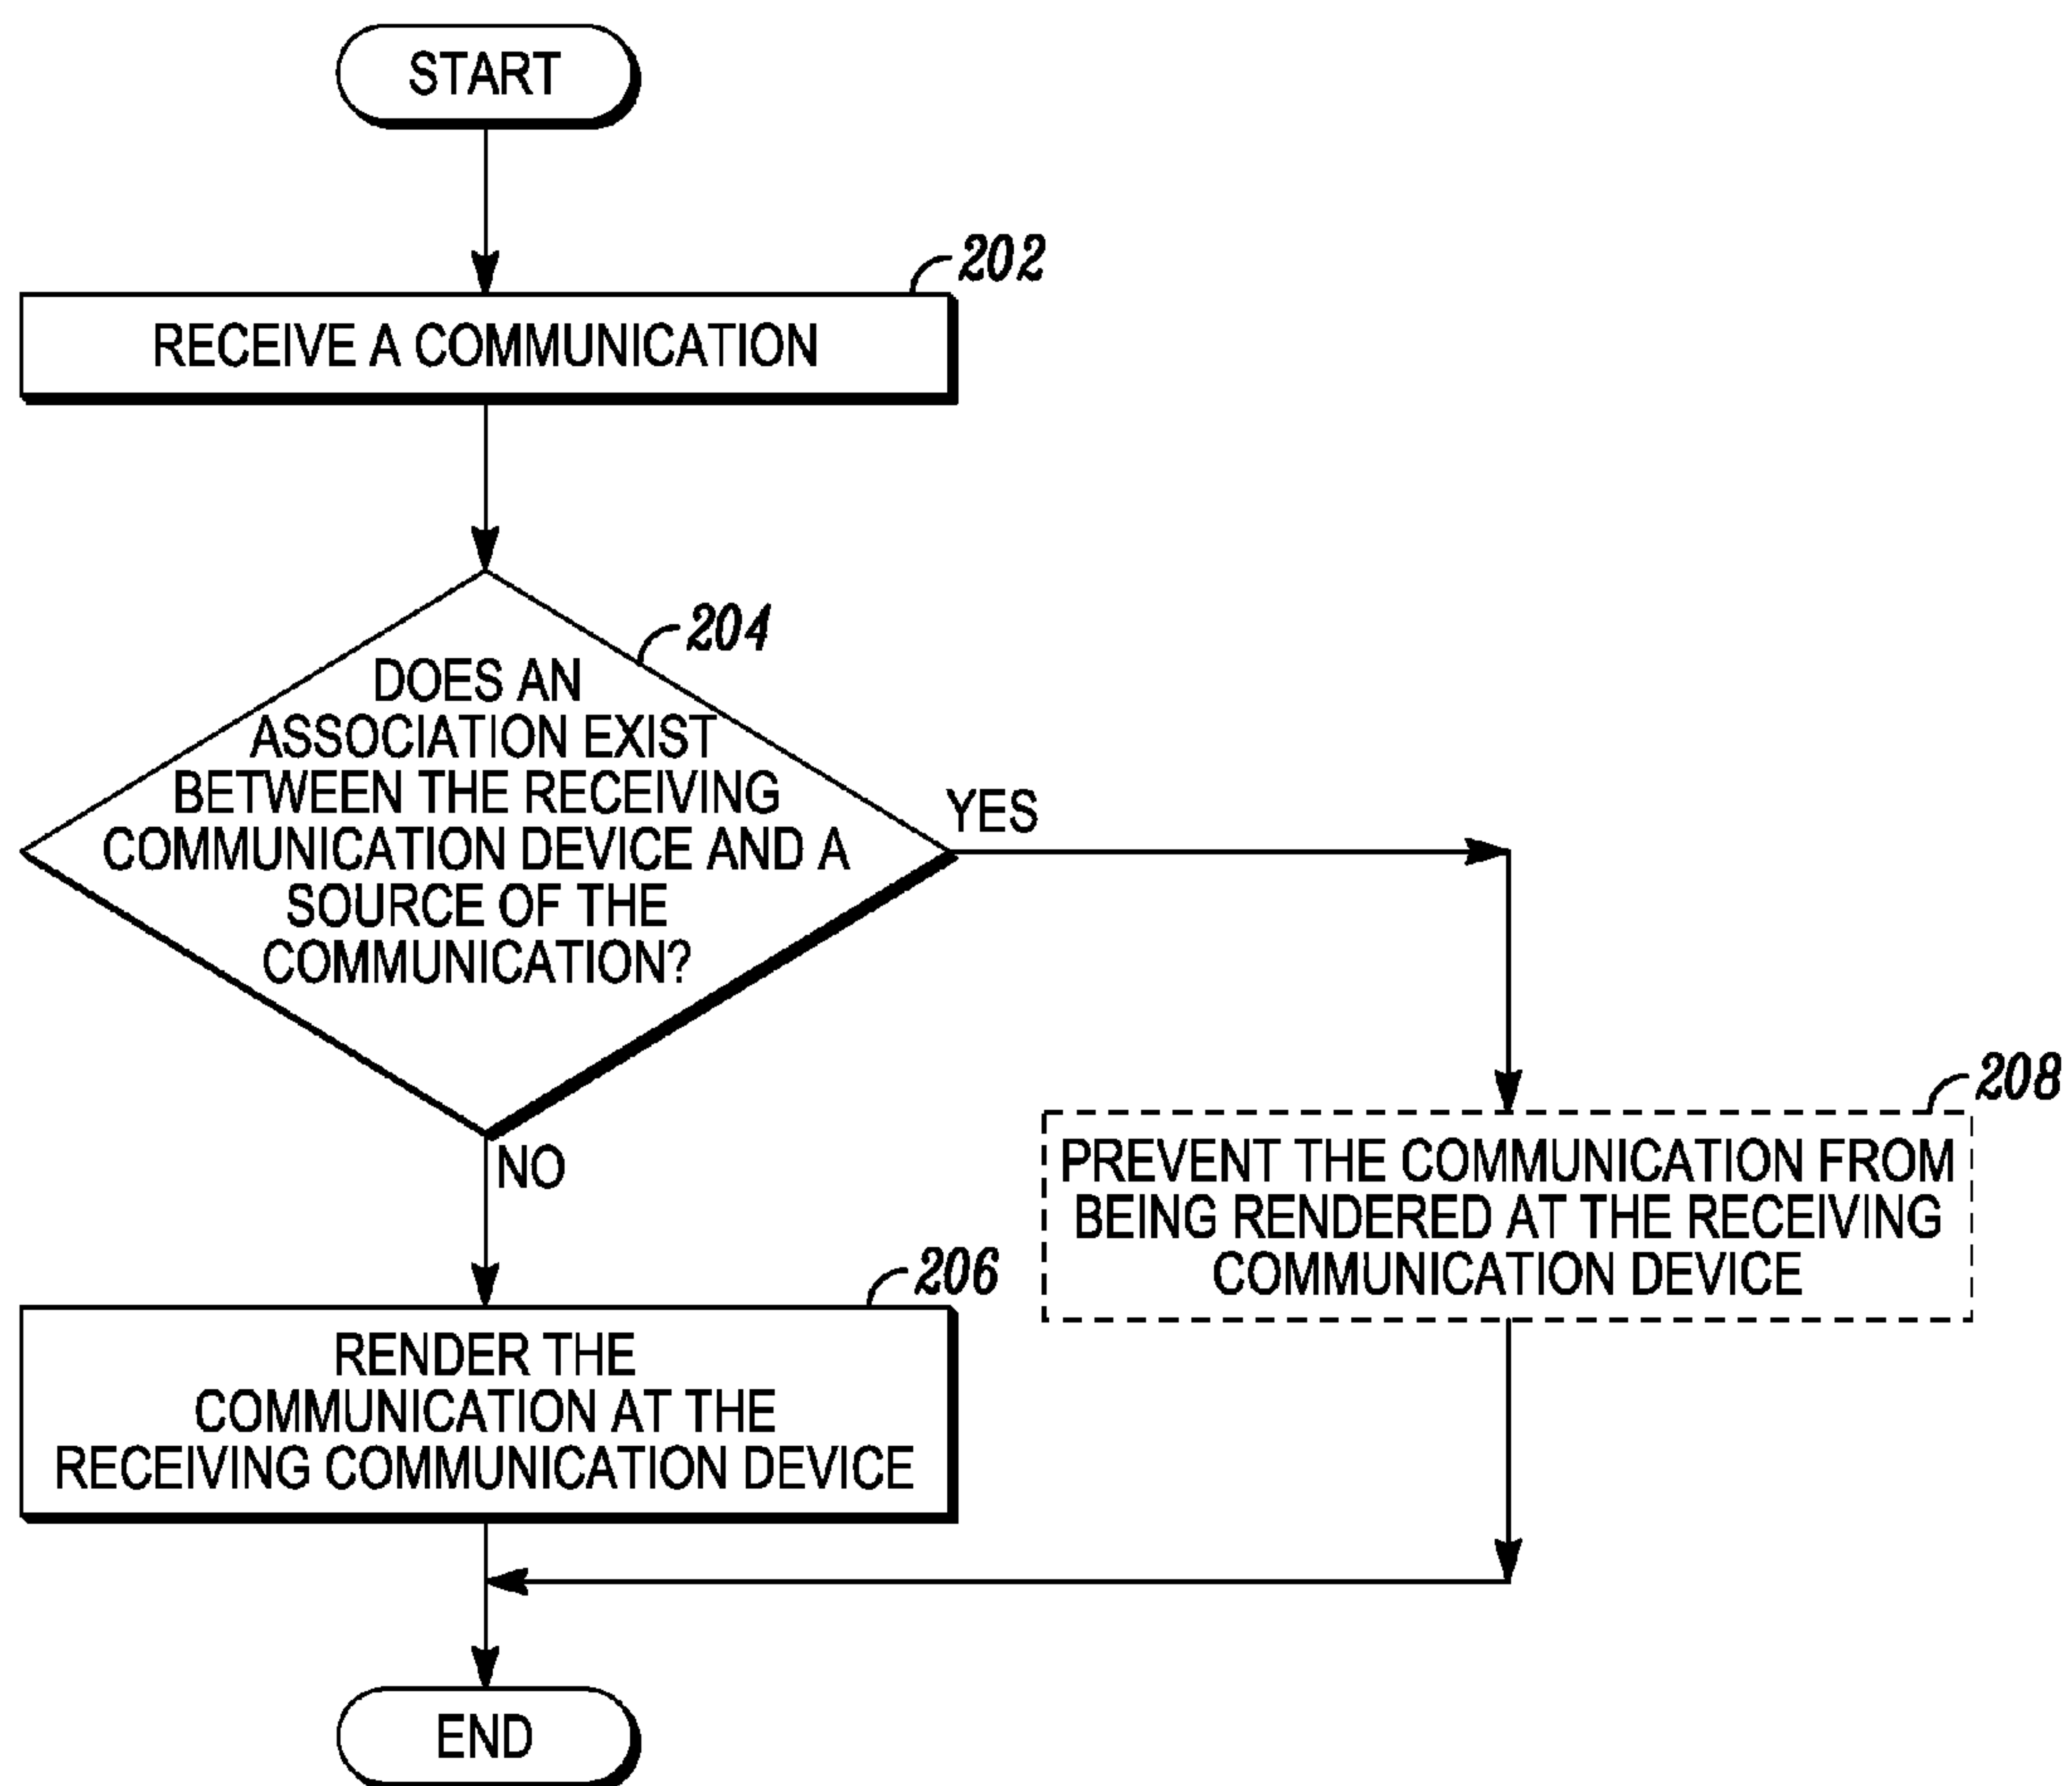 START
202
RECEIVE A COMMUNICATION
204
DOES AN
ASSOCIATION EXIST
BETWEEN THE RECEIVING
COMMUNICATION DEVICE AND A
SOURCE OF THE
COMMUNICATION?
YES
NO
208
PREVENT THE COMMUNICATION FROM
BEING RENDERED AT THE RECEIVING
COMMUNICATION DEVICE
206
RENDER THE
COMMUNICATION AT THE
RECEIVING COMMUNICATION DEVICE
END